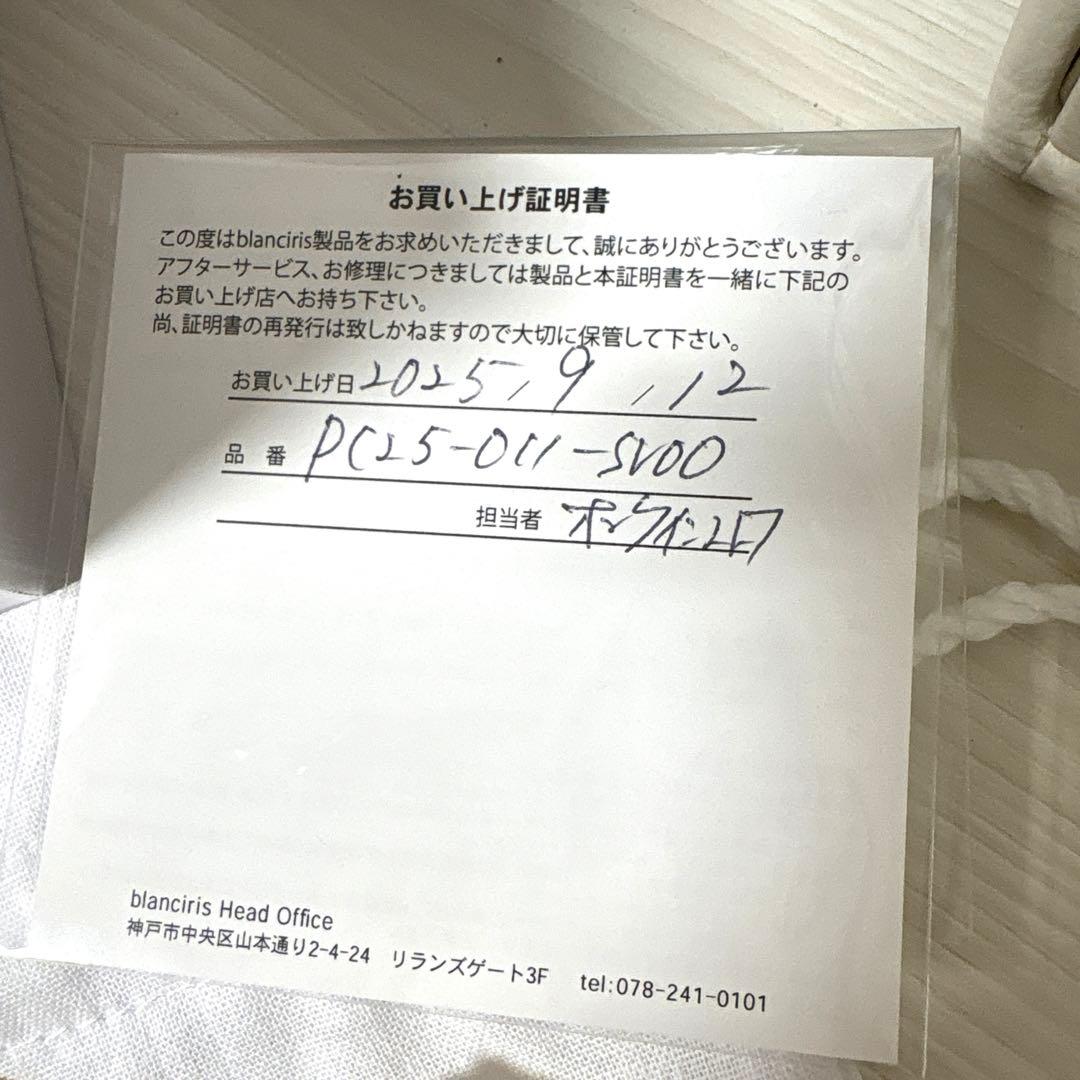 お買い上げ証明書
この度はblanciris製品をお求めいただきまして、誠にありがとうございます。
アフターサービス、お修理につきましては製品と本証明書を一緒に下記の
お買い上げ店へお持ち下さい。
尚、証明書の再発行は致しかねますので大切に保管して下さい。
お買い上げ日 2025, 9 , 12
品 番 PC25-011-SV00
担当者
blanciris Head Office
神戸市中央区山本通り2-4-24 リランズゲート3F tel:078-241-0101